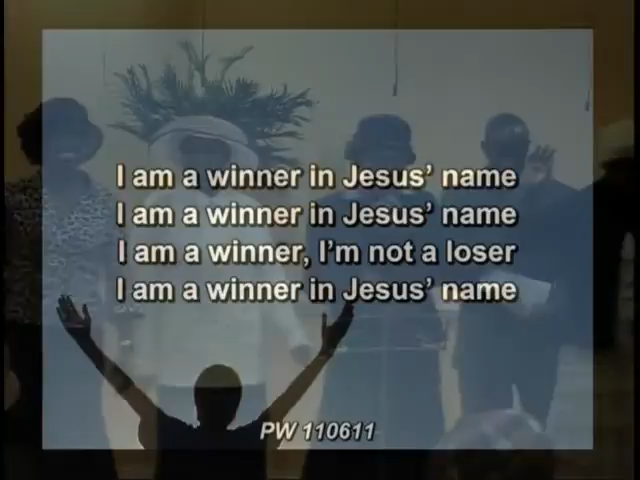 I am a winner in Jesus' name
I am a winner in Jesus' name
I am a winner, I'm not a loser
I am a winner in Jesus' name
PW 110611